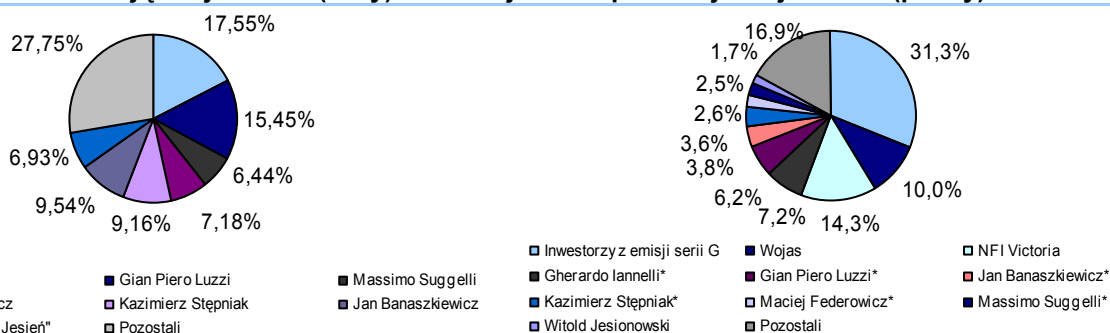 27,75%
17,55%
15,45%
6,44%
7,18%
9,16%
9,54%
6,93%
Gian Piero Luzzi
Massimo Suggelli
cz
Kazimierz Stępniak
Jan Banaszkiewicz
Jesień"
Pozostali
16,9%
31,3%
1,7%
2,5%
2,6%
3,6%
3,8%
6,2%
7,2%
14,3%
10,0%
Inwestorzy z emisji serii G
Wojas
NFI Victoria
Gherardo Iannelli*
Gian Piero Luzzi*
Jan Banaszkiewicz*
Kazimierz Stępniak*
Maciej Federowicz*
Massimo Suggelli*
Witold Jesionowski
Pozostali